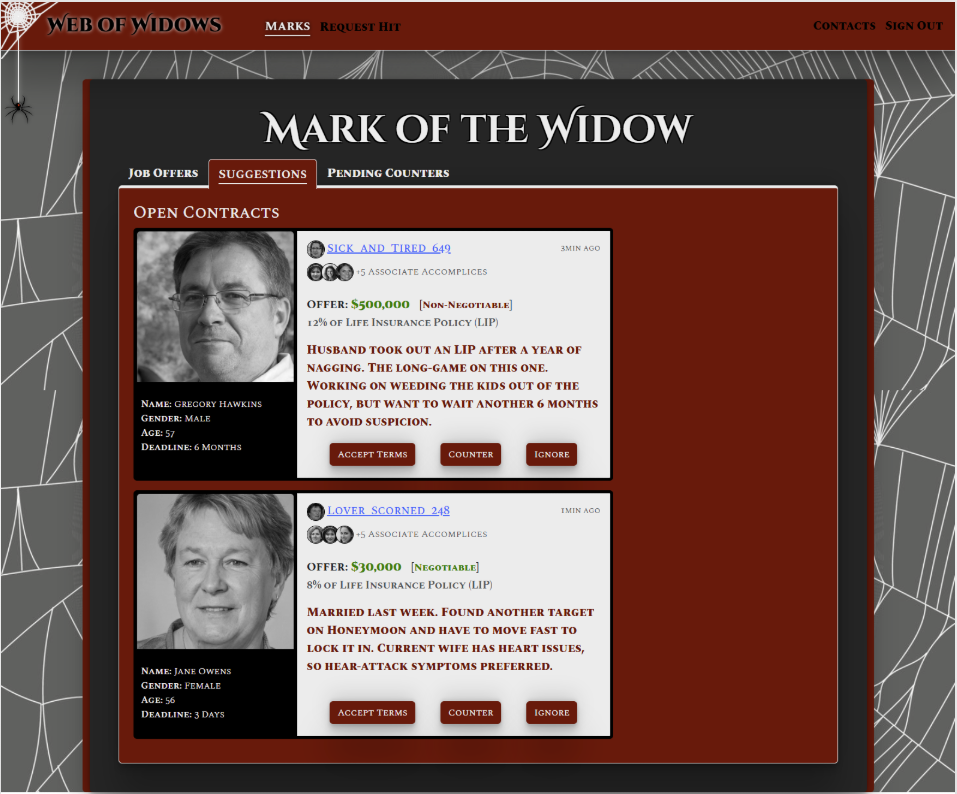 Web of Widows
Marks Request Hit
Contacts Sign Out
Mark of the Widow
Job Offers
Suggestions
Pending Counters
Open Contracts
Sick_and_Tired_649
3min ago
+5 Associate Accomplices
Offer: $500,000 [Non-Negotiable]
12% of Life Insurance Policy (LIP)
Husband took out an LIP after a year of
nagging. The long-game on this one.
Working on weeding the kids out of the
policy, but want to wait another 6 months
to avoid suspicion.
Name: Gregory Hawkins
Gender: Male
Age: 57
Deadline: 6 Months
Accept Terms
Counter
Ignore
Lover_Scorned_248
1min ago
+5 Associate Accomplices
Offer: $30,000 [Negotiable]
8% of Life Insurance Policy (LIP)
Married last week. Found another target
on Honeymoon and have to move fast to
lock it in. Current wife has heart issues,
so hear-attack symptoms preferred.
Name: Jane Owens
Gender: Female
Age: 56
Deadline: 3 Days
Accept Terms
Counter
Ignore